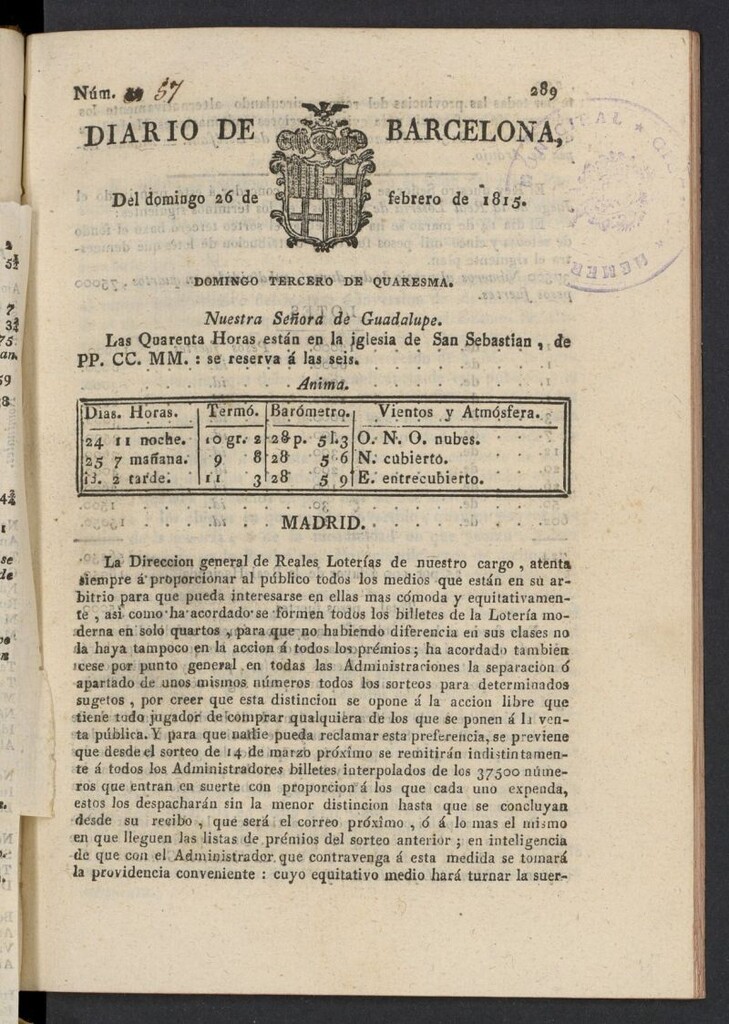 Núm. 57 289
DIARIO DE BARCELONA,
Del domingo 26 de febrero de 1815.
DOMINGO TERCERO DE QUARESMA.
Nuestra Señora de Guadalupe.
Las Quarenta Horas están en la iglesia de San Sebastian, de
PP. CC. MM.: se reserva á las seis.
Anima.
Dias. Horas. Termó. Barómetro. Vientos y Atmósfera.
24 11 noche. 10 gr. 2 28 p. 5 l. 3 O. N. O. nubes.
25 7 mañana. 9 8 28 5 6 N. cubierto.
id. 2 tarde. 11 3 28 5 9 E. entrecubierto.
MADRID.
La Direccion general de Reales Loterías de nuestro cargo, atenta
siempre á proporcionar al público todos los medios que están en su ar-
bitrio para que pueda interesarse en ellas mas cómoda y equitativamen-
te, asi como ha acordado se formen todos los billetes de la Lotería mo-
derna en solo quartos, para que no habiendo diferencia en sus clases no
la haya tampoco en la accion á todos los prémios; ha acordado tambien
cese por punto general en todas las Administraciones la separacion ó
apartado de unos mismos números todos los sorteos para determinados
sugetos, por creer que esta distincion se opone á la accion libre que
tiene todo jugador de comprar qualquiera de los que se ponen á la ven-
ta pública. Y para que nadie pueda reclamar esta preferencia, se previene
que desde el sorteo de 14 de marzo próximo se remitirán indistintamen-
te á todos los Administradores billetes interpolados de los 37500 núme-
ros que entran en suerte con proporcion á los que cada uno expenda,
estos los despacharán sin la menor distincion hasta que se concluyan
desde su recibo, que será el correo próximo, ó á lo mas el mismo
en que lleguen las listas de prémios del sorteo anterior; en inteligencia
de que con el Administrador que contravenga á esta medida se tomará
la providencia conveniente: cuyo equitativo medio hará turnar la suer-